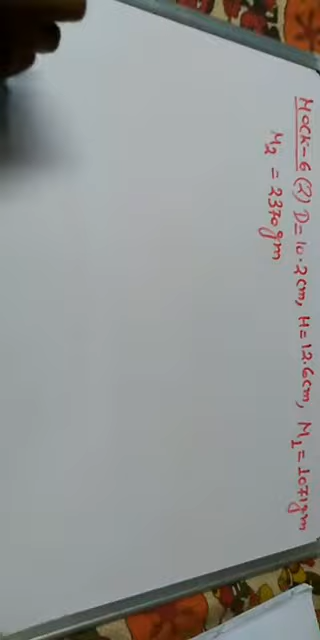 Mock-6 (2) D=10.2cm, H=12.6cm, M1=1071gm
M2 = 2370gm